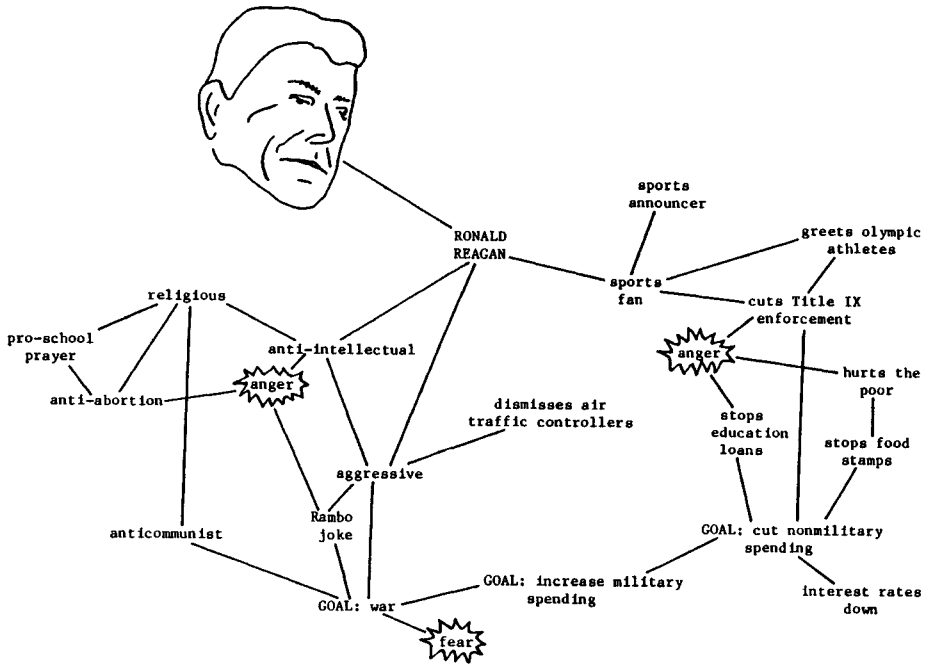 sports
announcer
RONALD
REAGAN
greets olympic
athletes
sports
fan
religious
cuts Title IX
enforcement
pro-school
prayer
anti-intellectual
anger
anger
hurts the
poor
anti-abortion
dismisses air
traffic controllers
stops
education
loans
stops food
stamps
aggressive
Rambo
joke
anticommunist
GOAL: cut nonmilitary
spending
GOAL: increase military
spending
interest rates
down
GOAL: war
fear